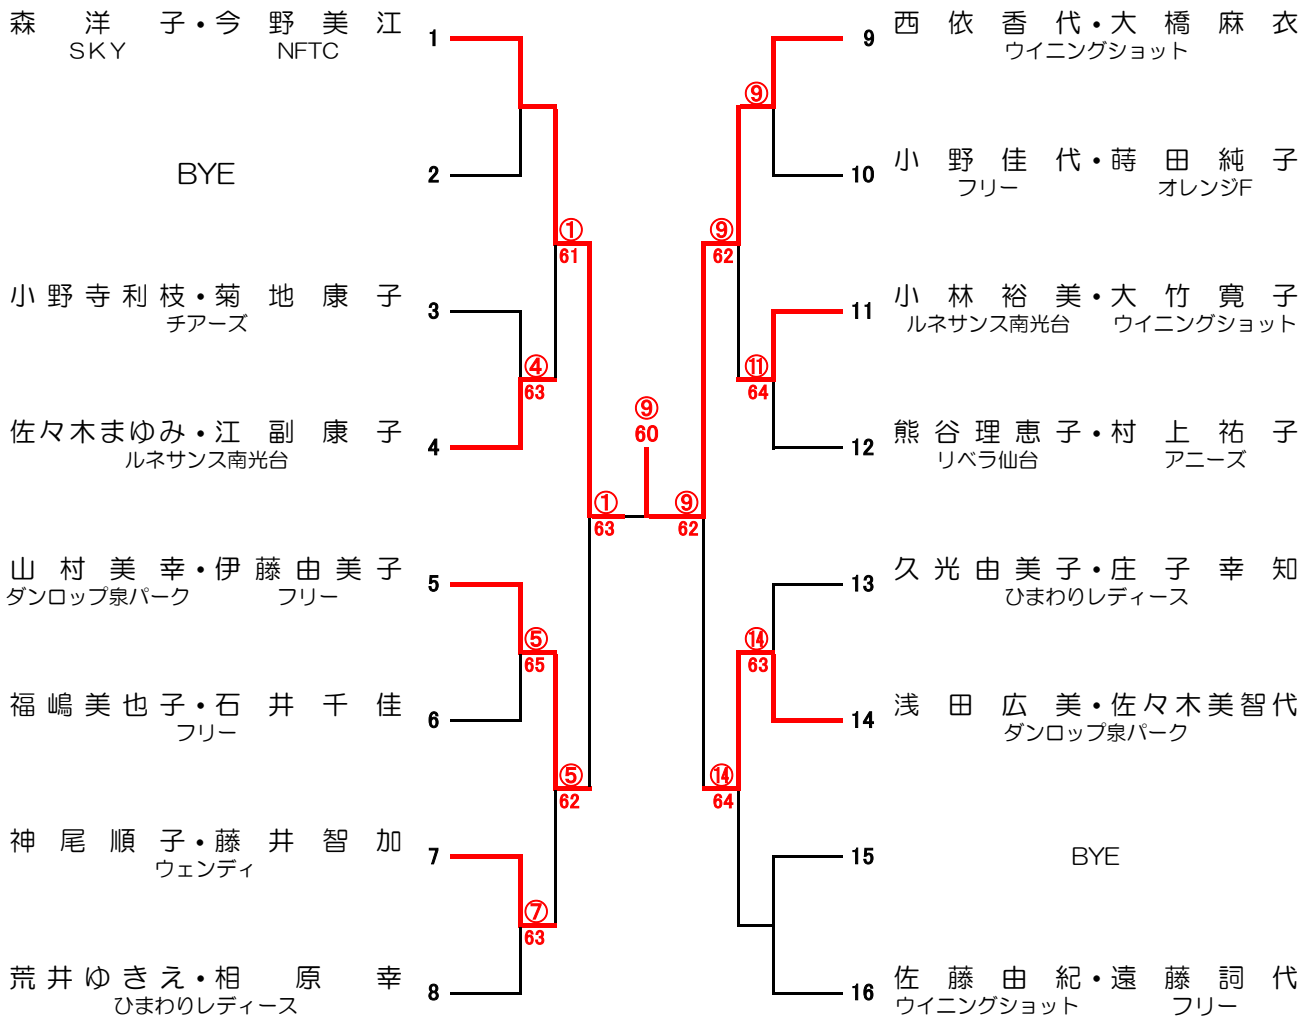 森 洋 子・今 野 美 江
SKY NFTC
1
BYE
2
①
61
小野寺利枝・菊 地 康 子
チアーズ
3
④
63
佐々木まゆみ・江 副 康 子
ルネサンス南光台
4
①
63
山 村 美 幸・伊 藤 由 美 子
ダンロップ泉パーク フリー
5
⑤
65
福 嶋 美 也 子・石 井 千 佳
フリー
6
⑤
62
神 尾 順 子・藤 井 智 加
ウェンディ
7
⑦
63
荒 井 ゆ き え・相 原 幸
ひまわりレディース
8
⑨
60
9
西 依 香 代・大 橋 麻 衣
ウイニングショット
⑨
10
小 野 佳 代・蒔 田 純 子
フリー オレンジF
⑨
62
11
小 林 裕 美・大 竹 寛 子
ルネサンス南光台 ウイニングショット
⑪
64
12
熊 谷 理 恵 子・村 上 祐 子
リベラ仙台 アニーズ
⑨
62
13
久 光 由 美 子・庄 子 幸 知
ひまわりレディース
⑭
63
14
浅 田 広 美・佐々木美智代
ダンロップ泉パーク
⑭
64
15
BYE
16
佐 藤 由 紀・遠 藤 詞 代
ウイニングショット フリー